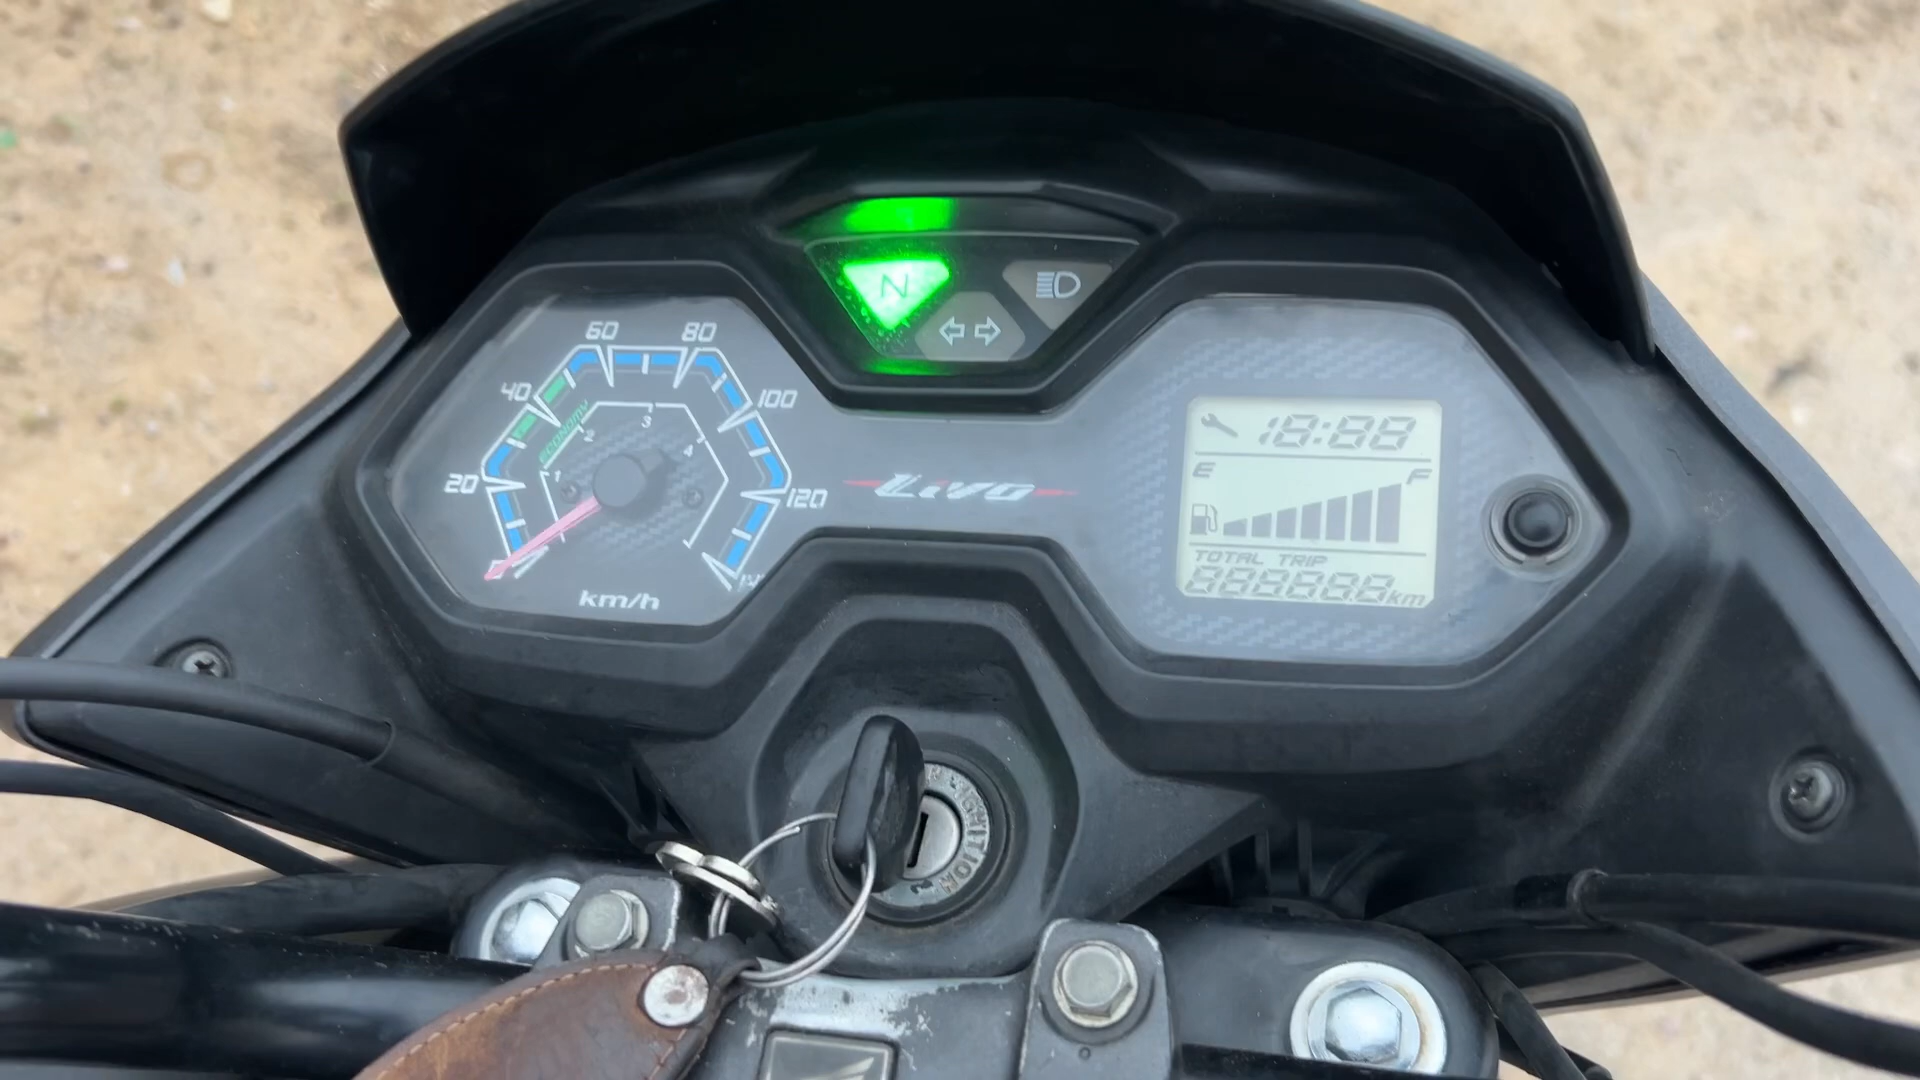 N
60 80
40 100
20 120
ECONOMY
1 2 3 4
km/h
Livo
18:88
E F
TOTAL TRIP
888888 km
IGNITION